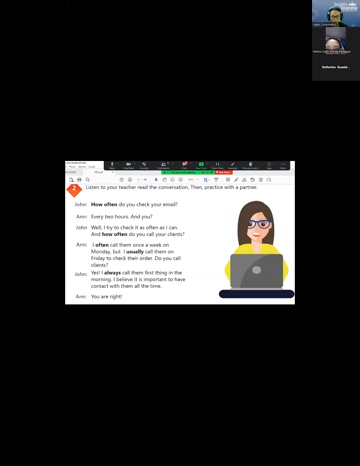 2 Listen to your teacher read the conversation. Then, practice with a partner.
John: How often do you check your email?
Ann: Every two hours. And you?
John Well, I try to check it as often as I can.
And how often do you call your clients?
Ann: I often call them once a week on
Monday, but I usually call them on
Friday to check their order. Do you call
clients?
John: Yes! I always call them first thing in the
morning. I believe it is important to have
contact with them all the time.
Ann: You are right!